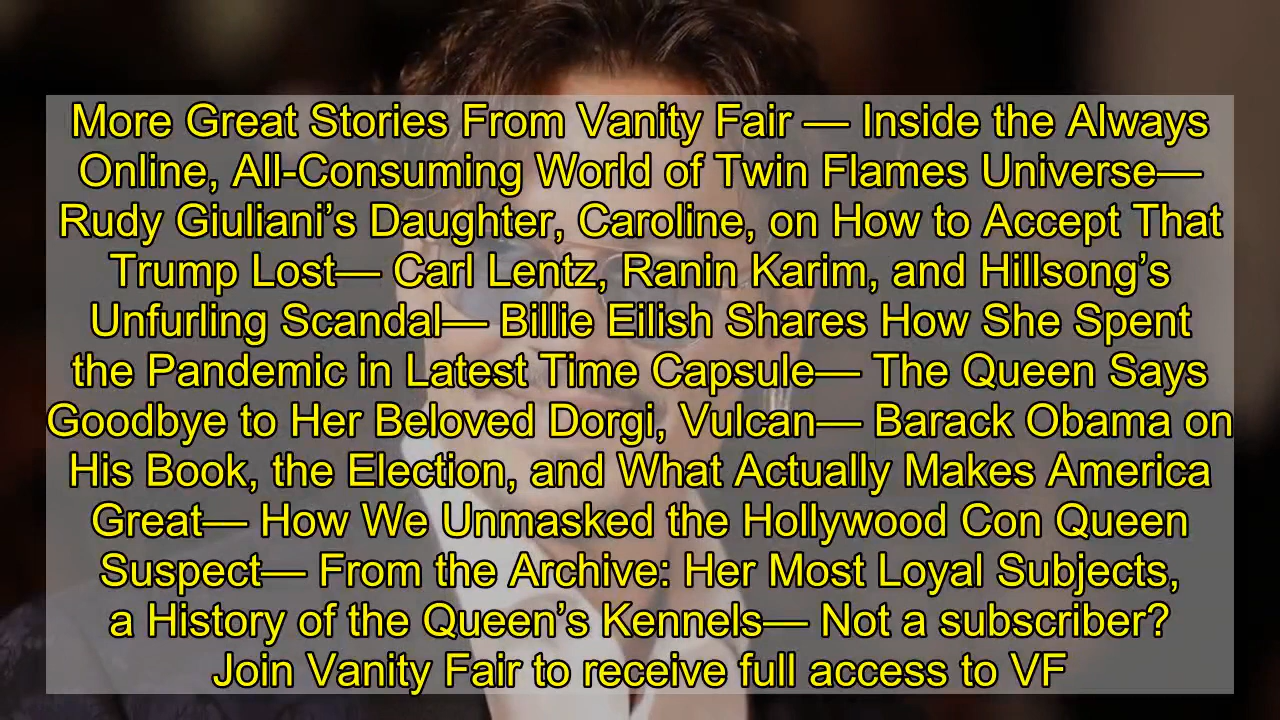 More Great Stories From Vanity Fair — Inside the Always
Online, All-Consuming World of Twin Flames Universe—
Rudy Giuliani’s Daughter, Caroline, on How to Accept That
Trump Lost— Carl Lentz, Ranin Karim, and Hillsong’s
Unfurling Scandal— Billie Eilish Shares How She Spent
the Pandemic in Latest Time Capsule— The Queen Says
Goodbye to Her Beloved Dorgi, Vulcan— Barack Obama on
His Book, the Election, and What Actually Makes America
Great— How We Unmasked the Hollywood Con Queen
Suspect— From the Archive: Her Most Loyal Subjects,
a History of the Queen’s Kennels— Not a subscriber?
Join Vanity Fair to receive full access to VF